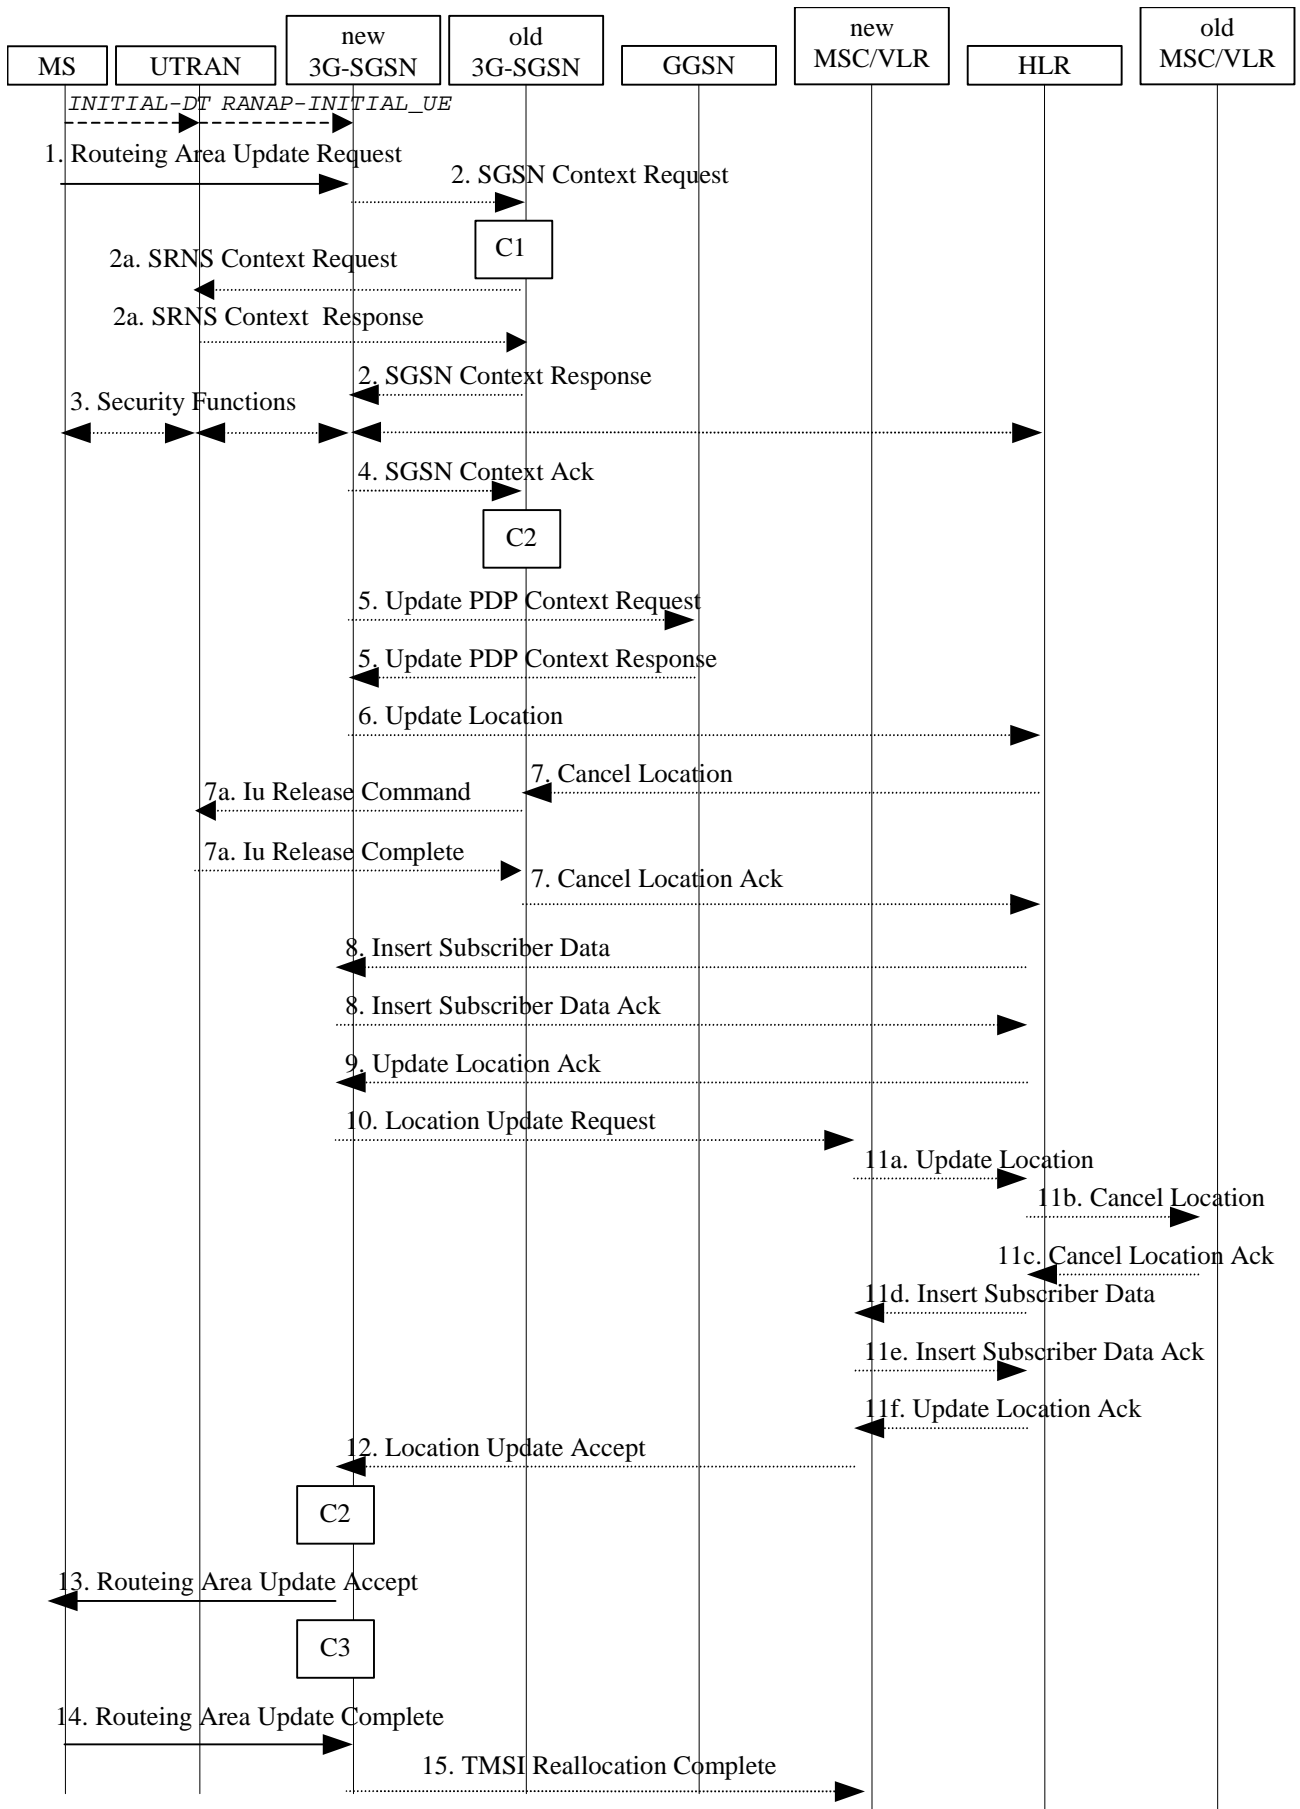 MS
UTRAN
new
3G-SGSN
old
3G-SGSN
GGSN
new
MSC/VLR
HLR
old
MSC/VLR
INITIAL-DT RANAP-INITIAL_UE
1. Routeing Area Update Request
2. SGSN Context Request
C1
2a. SRNS Context Request
2a. SRNS Context Response
2. SGSN Context Response
3. Security Functions
4. SGSN Context Ack
C2
5. Update PDP Context Request
5. Update PDP Context Response
6. Update Location
7. Cancel Location
7a. Iu Release Command
7a. Iu Release Complete
7. Cancel Location Ack
8. Insert Subscriber Data
8. Insert Subscriber Data Ack
9. Update Location Ack
10. Location Update Request
11a. Update Location
11b. Cancel Location
11c. Cancel Location Ack
11d. Insert Subscriber Data
11e. Insert Subscriber Data Ack
11f. Update Location Ack
12. Location Update Accept
C2
13. Routeing Area Update Accept
C3
14. Routeing Area Update Complete
15. TMSI Reallocation Complete